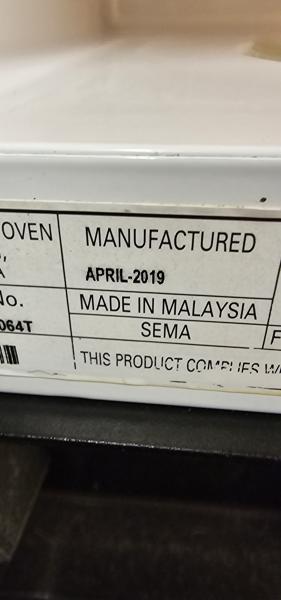 OVEN
MANUFACTURED
APRIL-2019
No.
064T
MADE IN MALAYSIA
SEMA
THIS PRODUCT COMPLIES